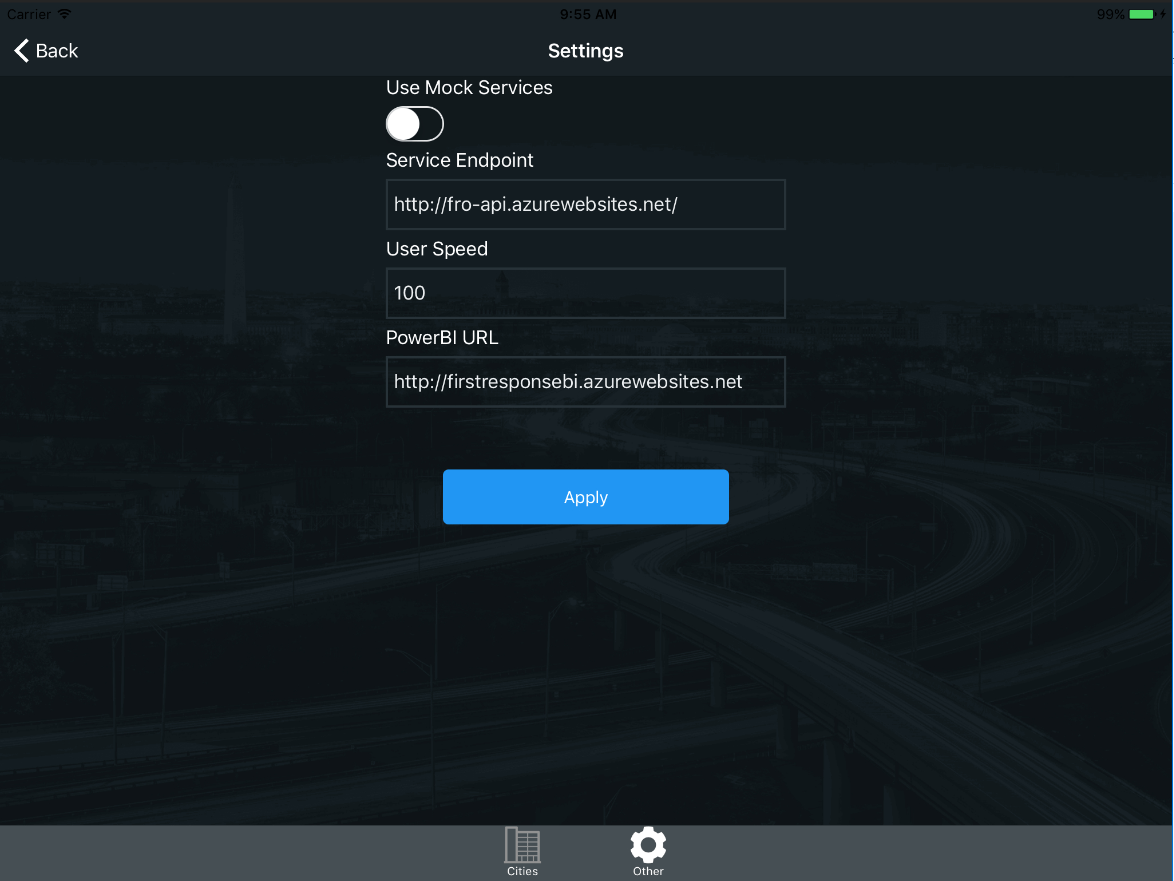 Carrier 9:55 AM 99%
Back Settings
Use Mock Services
Service Endpoint
http://fro-api.azurewebsites.net/
User Speed
100
PowerBI URL
http://firstresponsebi.azurewebsites.net
Apply
Cities Other